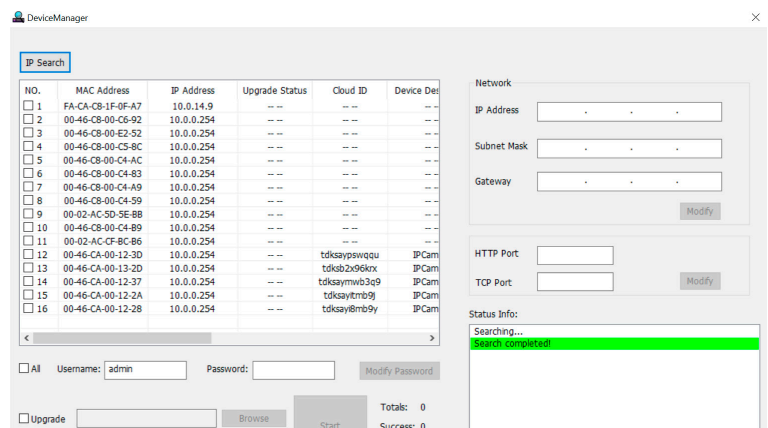 DeviceManager
IP Search
NO. MAC Address IP Address Upgrade Status Cloud ID Device Des
1 FA-CA-C8-1F-0F-A7 10.0.14.9 -- -- -- -- -- --
2 00-46-C8-00-C6-92 10.0.0.254 -- -- -- -- -- --
3 00-46-C8-00-E2-52 10.0.0.254 -- -- -- -- -- --
4 00-46-C8-00-C5-8C 10.0.0.254 -- -- -- -- -- --
5 00-46-C8-00-C4-AC 10.0.0.254 -- -- -- -- -- --
6 00-46-C8-00-C4-83 10.0.0.254 -- -- -- -- -- --
7 00-46-C8-00-C4-A9 10.0.0.254 -- -- -- -- -- --
8 00-46-C8-00-C4-59 10.0.0.254 -- -- -- -- -- --
9 00-02-AC-5D-5E-BB 10.0.0.254 -- -- -- -- -- --
10 00-46-C8-00-C4-B9 10.0.0.254 -- -- -- -- -- --
11 00-02-AC-CF-BC-B6 10.0.0.254 -- -- -- -- -- --
12 00-46-CA-00-12-3D 10.0.0.254 -- -- tdksaypswqqu IPCam
13 00-46-CA-00-13-2D 10.0.0.254 -- -- tdksb2x96krx IPCam
14 00-46-CA-00-12-37 10.0.0.254 -- -- tdksaymwb3q9 IPCam
15 00-46-CA-00-12-2A 10.0.0.254 -- -- tdksayitmb9j IPCam
16 00-46-CA-00-12-28 10.0.0.254 -- -- tdksayi8mb9y IPCam
All Username: admin Password: Modify Password
Upgrade Browse Start
Totals: 0
Success: 0
Network
IP Address . . .
Subnet Mask . . .
Gateway . . .
Modify
HTTP Port
TCP Port Modify
Status Info:
Searching...
Search completed!